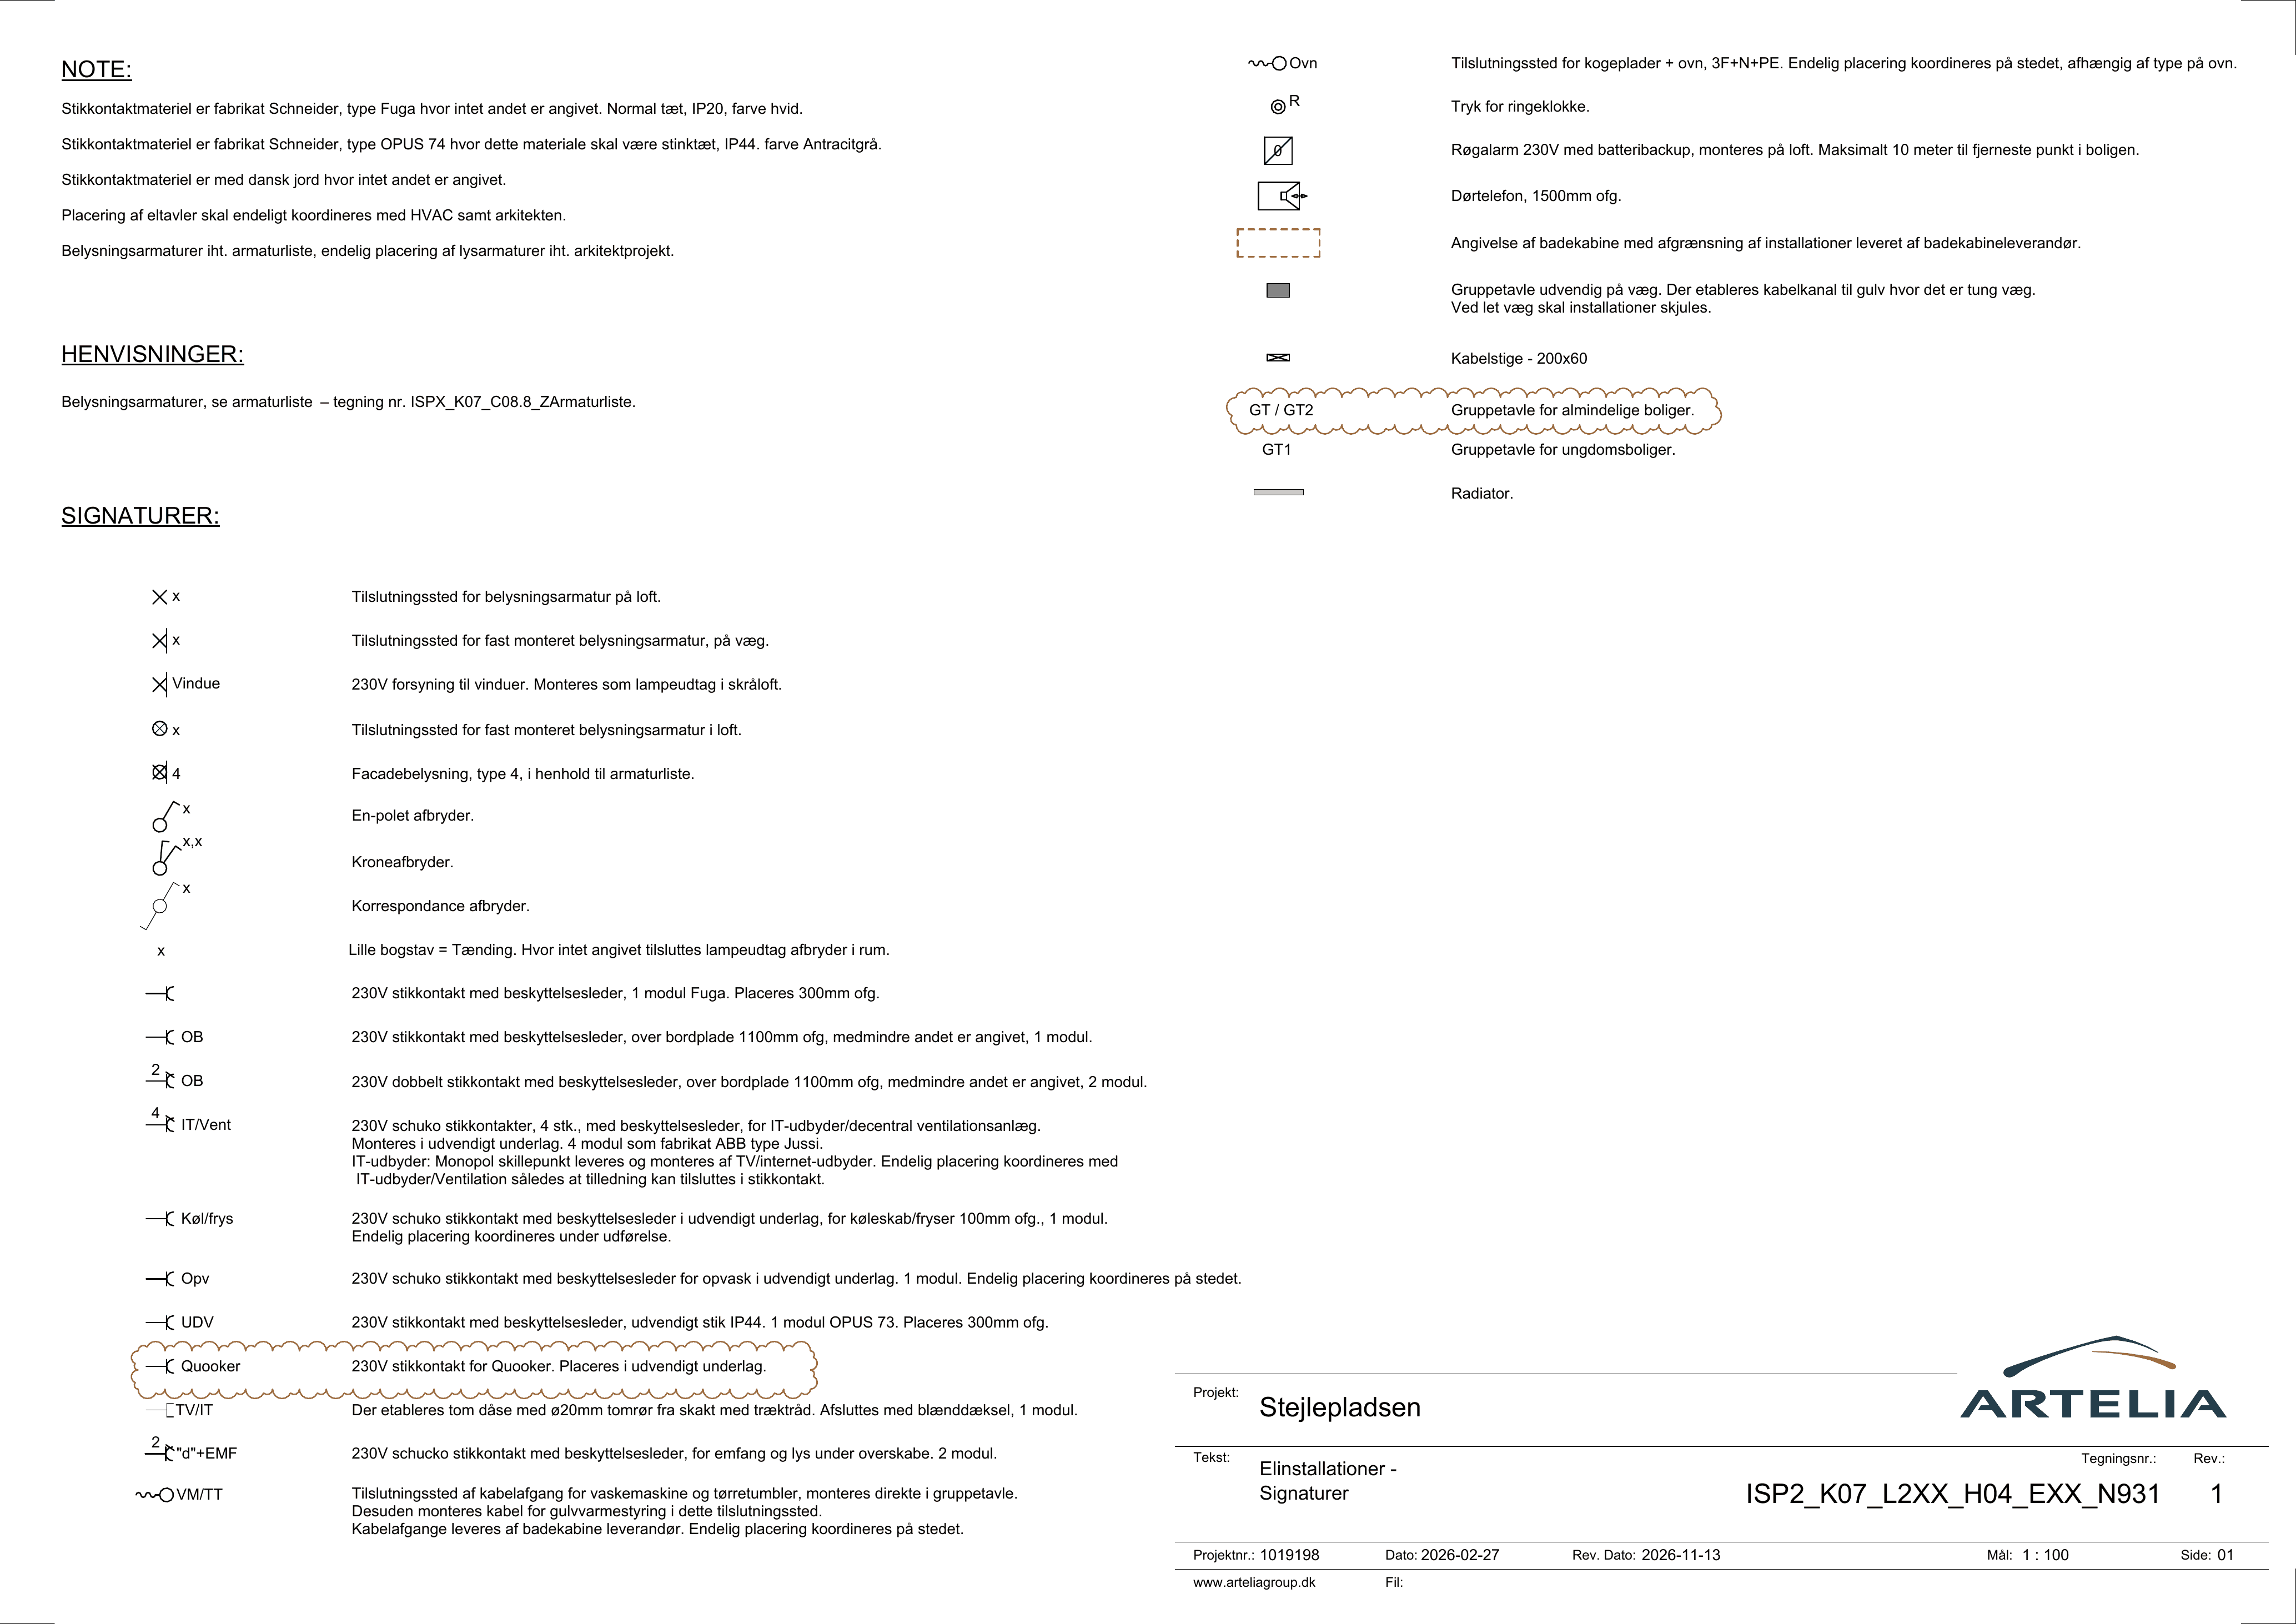 NOTE:
Stikkontaktmateriel er fabrikat Schneider, type Fuga hvor intet andet er angivet. Normal tæt, IP20, farve hvid.
Stikkontaktmateriel er fabrikat Schneider, type OPUS 74 hvor dette materiale skal være stinktæt, IP44. farve Antracitgrå.
Stikkontaktmateriel er med dansk jord hvor intet andet er angivet.
Placering af eltavler skal endeligt koordineres med HVAC samt arkitekten.
Belysningsarmaturer iht. armaturliste, endelig placering af lysarmaturer iht. arkitektprojekt.
HENVISNINGER:
Belysningsarmaturer, se armaturliste – tegning nr. ISPX_K07_C08.8_ZArmaturliste.
SIGNATURER:
x Tilslutningssted for belysningsarmatur på loft.
x Tilslutningssted for fast monteret belysningsarmatur, på væg.
Vindue 230V forsyning til vinduer. Monteres som lampeudtag i skråloft.
x Tilslutningssted for fast monteret belysningsarmatur i loft.
4 Facadebelysning, type 4, i henhold til armaturliste.
x En-polet afbryder.
x,x Kroneafbryder.
x Korrespondance afbryder.
x Lille bogstav = Tænding. Hvor intet angivet tilsluttes lampeudtag afbryder i rum.
230V stikkontakt med beskyttelsesleder, 1 modul Fuga. Placeres 300mm ofg.
OB 230V stikkontakt med beskyttelsesleder, over bordplade 1100mm ofg, medmindre andet er angivet, 1 modul.
2 OB 230V dobbelt stikkontakt med beskyttelsesleder, over bordplade 1100mm ofg, medmindre andet er angivet, 2 modul.
4 IT/Vent 230V schuko stikkontakter, 4 stk., med beskyttelsesleder, for IT-udbyder/decentral ventilationsanlæg.
Monteres i udvendigt underlag. 4 modul som fabrikat ABB type Jussi.
IT-udbyder: Monopol skillepunkt leveres og monteres af TV/internet-udbyder. Endelig placering koordineres med
IT-udbyder/Ventilation således at tilledning kan tilsluttes i stikkontakt.
Køl/frys 230V schuko stikkontakt med beskyttelsesleder i udvendigt underlag, for køleskab/fryser 100mm ofg., 1 modul.
Endelig placering koordineres under udførelse.
Opv 230V schuko stikkontakt med beskyttelsesleder for opvask i udvendigt underlag. 1 modul. Endelig placering koordineres på stedet.
UDV 230V stikkontakt med beskyttelsesleder, udvendigt stik IP44. 1 modul OPUS 73. Placeres 300mm ofg.
Quooker 230V stikkontakt for Quooker. Placeres i udvendigt underlag.
TV/IT Der etableres tom dåse med ø20mm tomrør fra skakt med træktråd. Afsluttes med blænddæksel, 1 modul.
2 "d"+EMF 230V schucko stikkontakt med beskyttelsesleder, for emfang og lys under overskabe. 2 modul.
VM/TT Tilslutningssted af kabelafgang for vaskemaskine og tørretumbler, monteres direkte i gruppetavle.
Desuden monteres kabel for gulvvarmestyring i dette tilslutningssted.
Kabelafgange leveres af badekabine leverandør. Endelig placering koordineres på stedet.
Ovn Tilslutningssted for kogeplader + ovn, 3F+N+PE. Endelig placering koordineres på stedet, afhængig af type på ovn.
R Tryk for ringeklokke.
0 Røgalarm 230V med batteribackup, monteres på loft. Maksimalt 10 meter til fjerneste punkt i boligen.
Dørtelefon, 1500mm ofg.
Angivelse af badekabine med afgrænsning af installationer leveret af badekabineleverandør.
Gruppetavle udvendig på væg. Der etableres kabelkanal til gulv hvor det er tung væg.
Ved let væg skal installationer skjules.
Kabelstige - 200x60
GT / GT2 Gruppetavle for almindelige boliger.
GT1 Gruppetavle for ungdomsboliger.
Radiator.
ARTELIA
Projekt: Stejlepladsen
Tekst: Elinstallationer -
Signaturer
Tegningsnr.: Rev.:
ISP2_K07_L2XX_H04_EXX_N931 1
Projektnr.: 1019198 Dato: 2026-02-27 Rev. Dato: 2026-11-13 Mål: 1 : 100 Side: 01
www.arteliagroup.dk Fil: